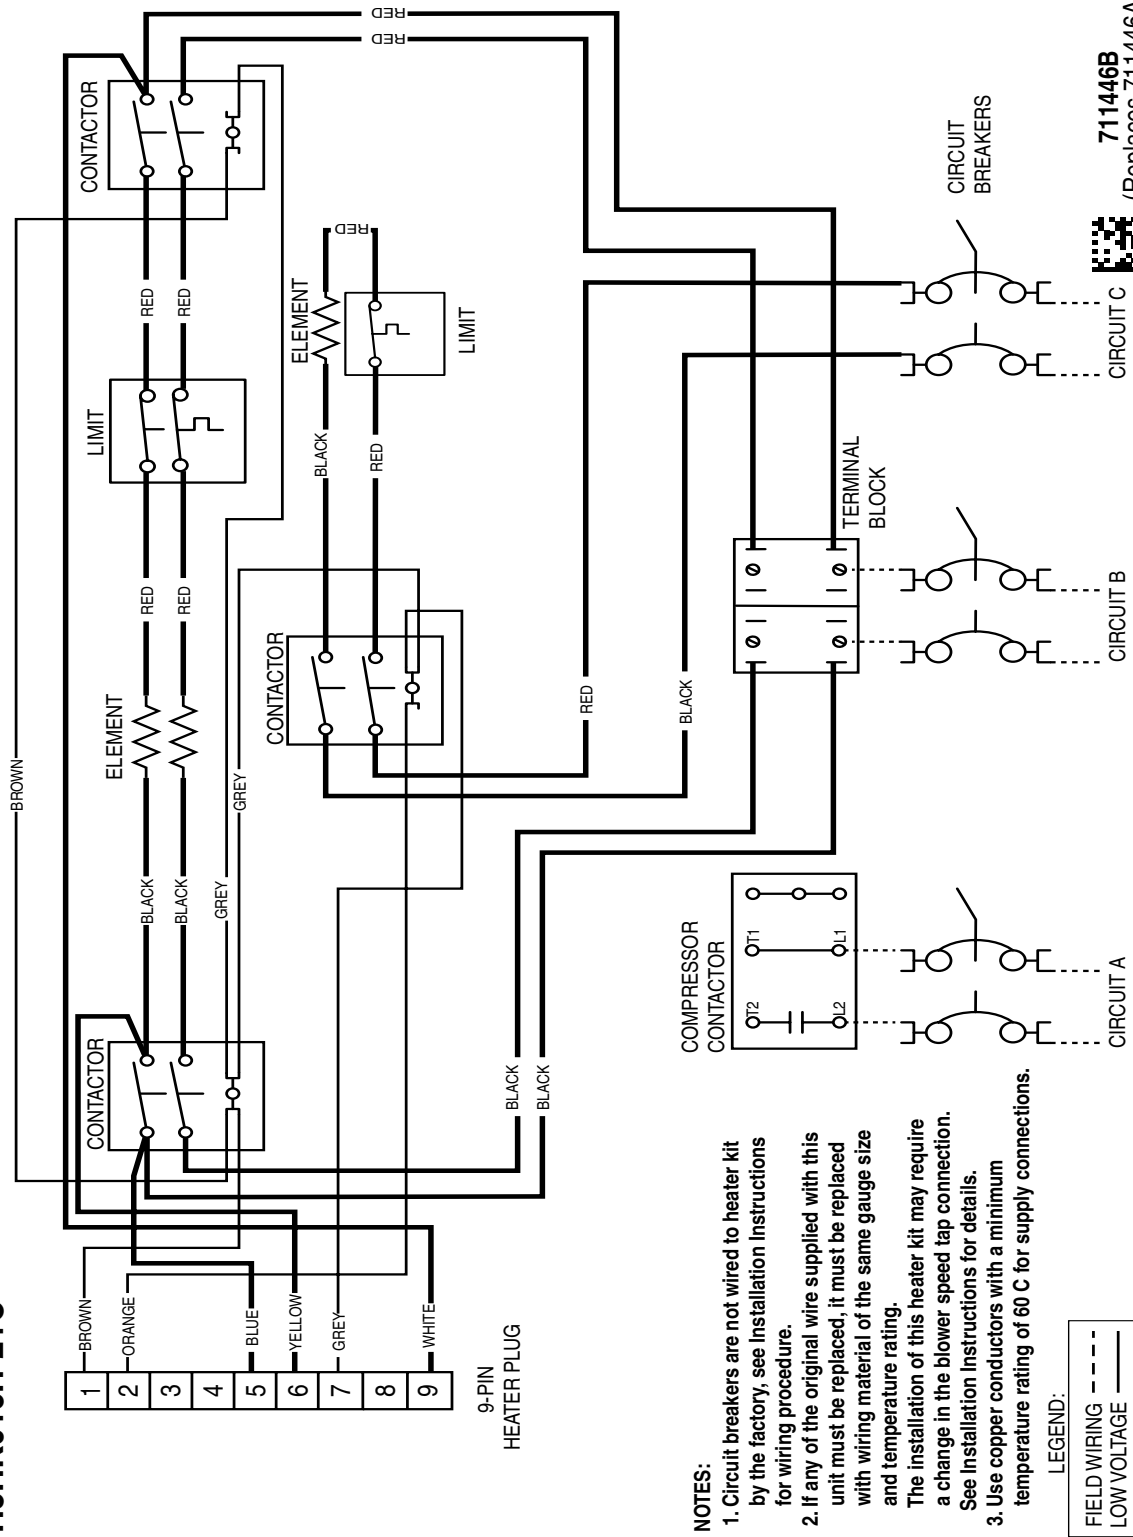 CONTACTOR
RED
RED
BROWN
RED
RED
LIMIT
ELEMENT
RED
LIMIT
BLACK
RED
RED
RED
CONTACTOR
ELEMENT
GREY
BLACK
BLACK
GREY
CONTACTOR
RED
BLACK
BLACK
BLACK
BROWN
ORANGE
BLUE
YELLOW
GREY
WHITE
1
2
3
4
5
6
7
8
9
9-PIN
HEATER PLUG
TERMINAL
BLOCK
COMPRESSOR
CONTACTOR
T1
T2
L1
L2
CIRCUIT
BREAKERS
CIRCUIT A
CIRCUIT B
CIRCUIT C
711446B
NOTES:
1. Circuit breakers are not wired to heater kit
by the factory, see Installation Instructions
for wiring procedure.
2. If any of the original wire supplied with this
unit must be replaced, it must be replaced
with wiring material of the same gauge size
and temperature rating.
The installation of this heater kit may require
a change in the blower speed tap connection.
See Installation Instructions for details.
3. Use copper conductors with a minimum
temperature rating of 60 C for supply connections.
LEGEND:
FIELD WIRING
LOW VOLTAGE